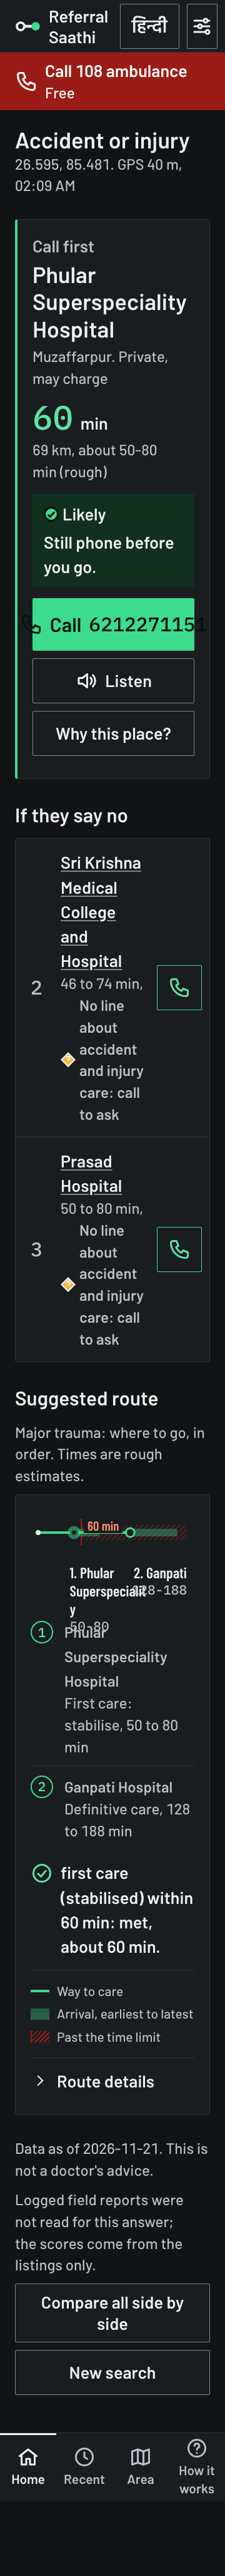 Referral
Saathi
हिन्दी
Call 108 ambulance
Free
Accident or injury
26.595, 85.481. GPS 40 m,
02:09 AM
Call first
Phular
Superspeciality
Hospital
Muzaffarpur. Private,
may charge
60 min
69 km, about 50-80
min (rough)
Likely
Still phone before
you go.
Call 6212271151
Listen
Why this place?
If they say no
2
Sri Krishna
Medical
College
and
Hospital
46 to 74 min,
No line
about
accident
and injury
care: call
to ask
3
Prasad
Hospital
50 to 80 min,
No line
about
accident
and injury
care: call
to ask
Suggested route
Major trauma: where to go, in
order. Times are rough
estimates.
60 min
1. Phular
Superspecialit
y
50-80
2. Ganpati
128-188
1
Phular
Superspeciality
Hospital
First care:
stabilise, 50 to 80
min
2
Ganpati Hospital
Definitive care, 128
to 188 min
first care
(stabilised) within
60 min: met,
about 60 min.
Way to care
Arrival, earliest to latest
Past the time limit
Route details
Data as of 2026-11-21. This is
not a doctor's advice.
Logged field reports were
not read for this answer;
the scores come from the
listings only.
Compare all side by
side
New search
Home
Recent
Area
How it
works